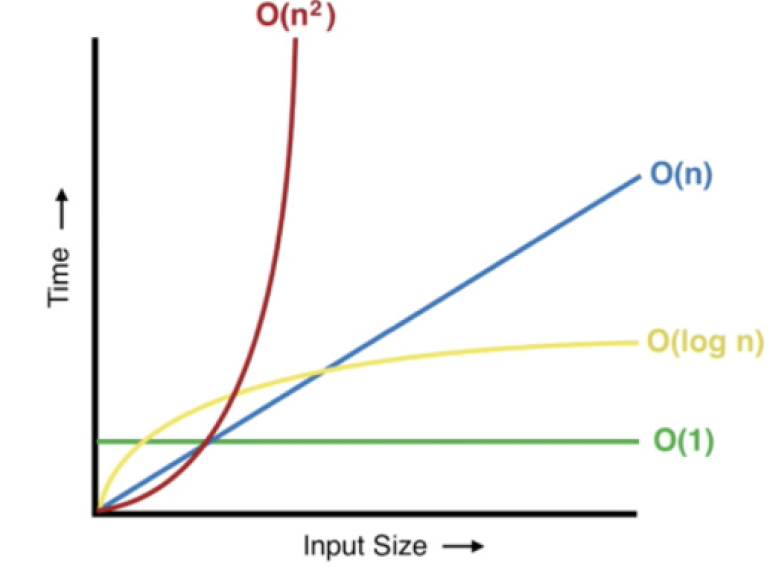 O(n²)
O(n)
Time →
O(log n)
O(1)
Input Size →